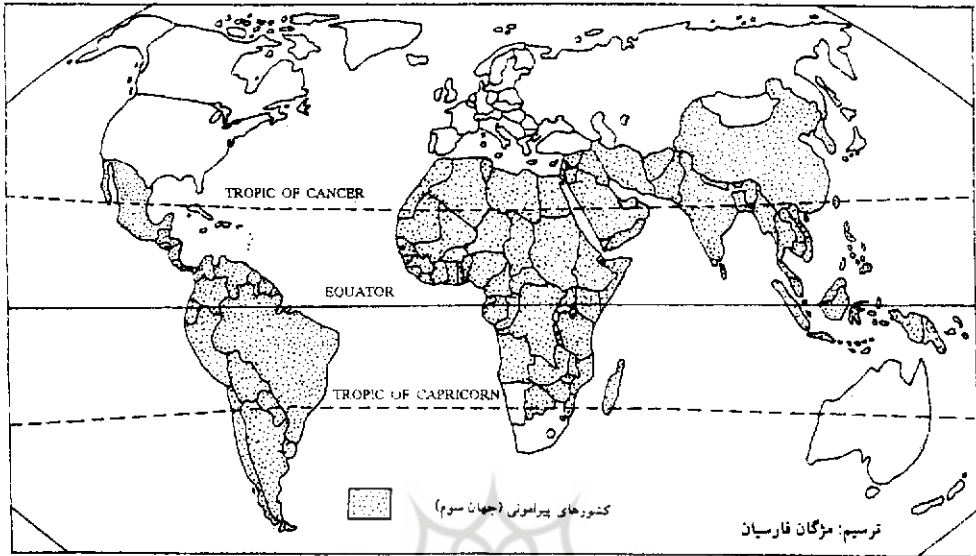 TROPIC OF CANCER
EQUATOR
TROPIC OF CAPRICORN
کشورهای پیرامونی (جهان سوم)
ترسیم: مژگان فارسیان